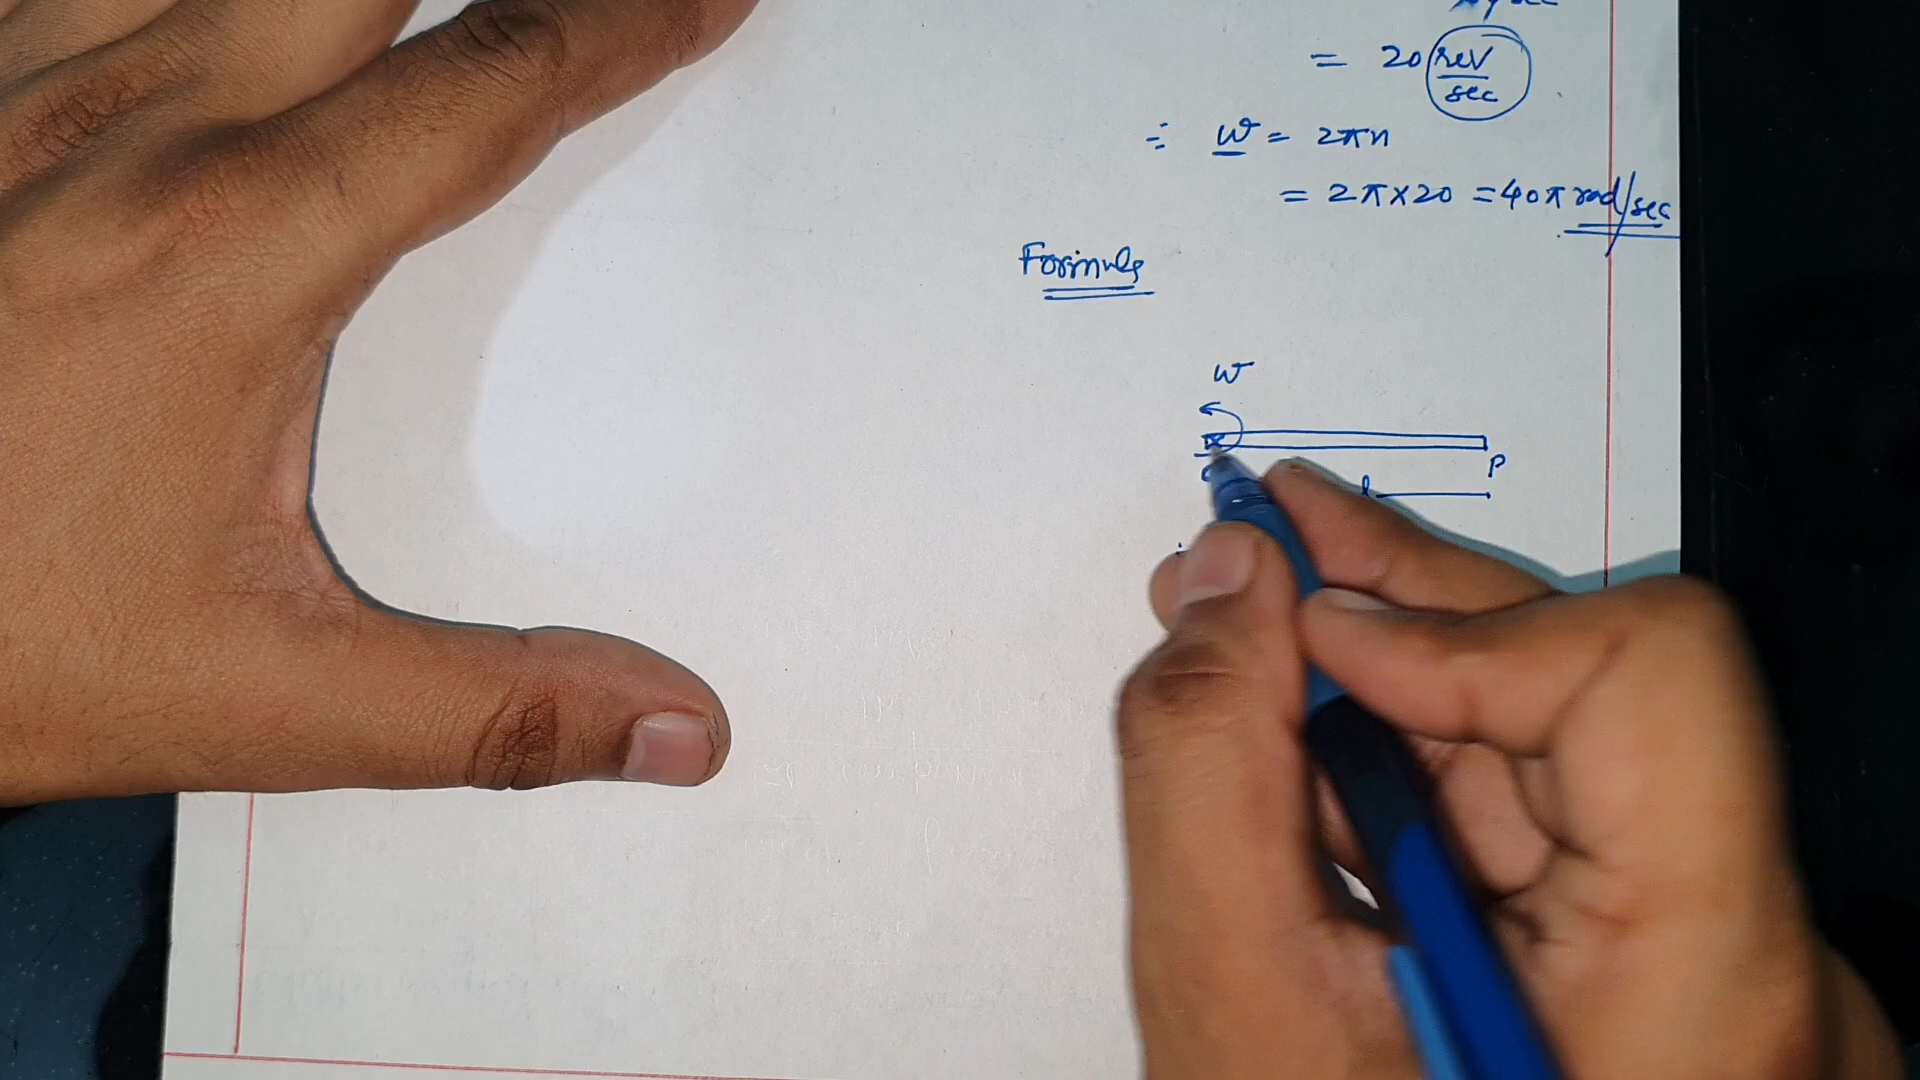 = 20 rev/sec
∴ w = 2πn
= 2π×20 = 40π rad/sec
Formula
w
P
l